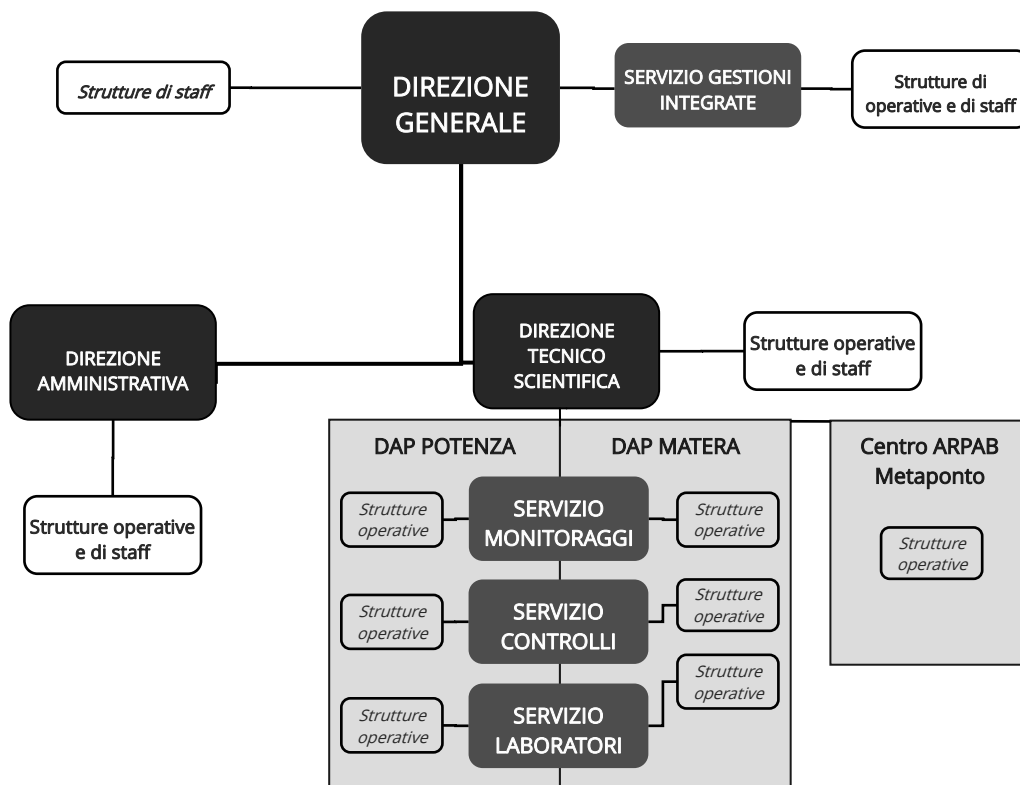 Strutture di staff
DIREZIONE
GENERALE
SERVIZIO GESTIONI
INTEGRATE
Strutture di
operative e di staff
DIREZIONE
AMMINISTRATIVA
DIREZIONE
TECNICO
SCIENTIFICA
Strutture operative
e di staff
Strutture operative
e di staff
DAP POTENZA
DAP MATERA
Centro ARPAB
Metaponto
Strutture
operative
SERVIZIO
MONITORAGGI
Strutture
operative
Strutture
operative
Strutture
operative
SERVIZIO
CONTROLLI
Strutture
operative
Strutture
operative
SERVIZIO
LABORATORI
Strutture
operative